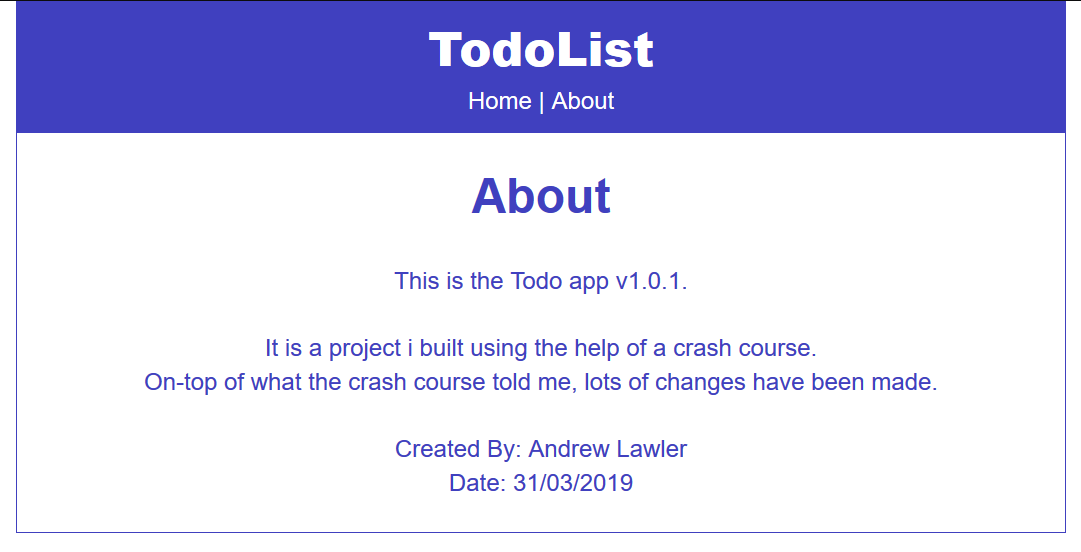 TodoList
Home | About
About
This is the Todo app v1.0.1.
It is a project i built using the help of a crash course.
On-top of what the crash course told me, lots of changes have been made.
Created By: Andrew Lawler
Date: 31/03/2019